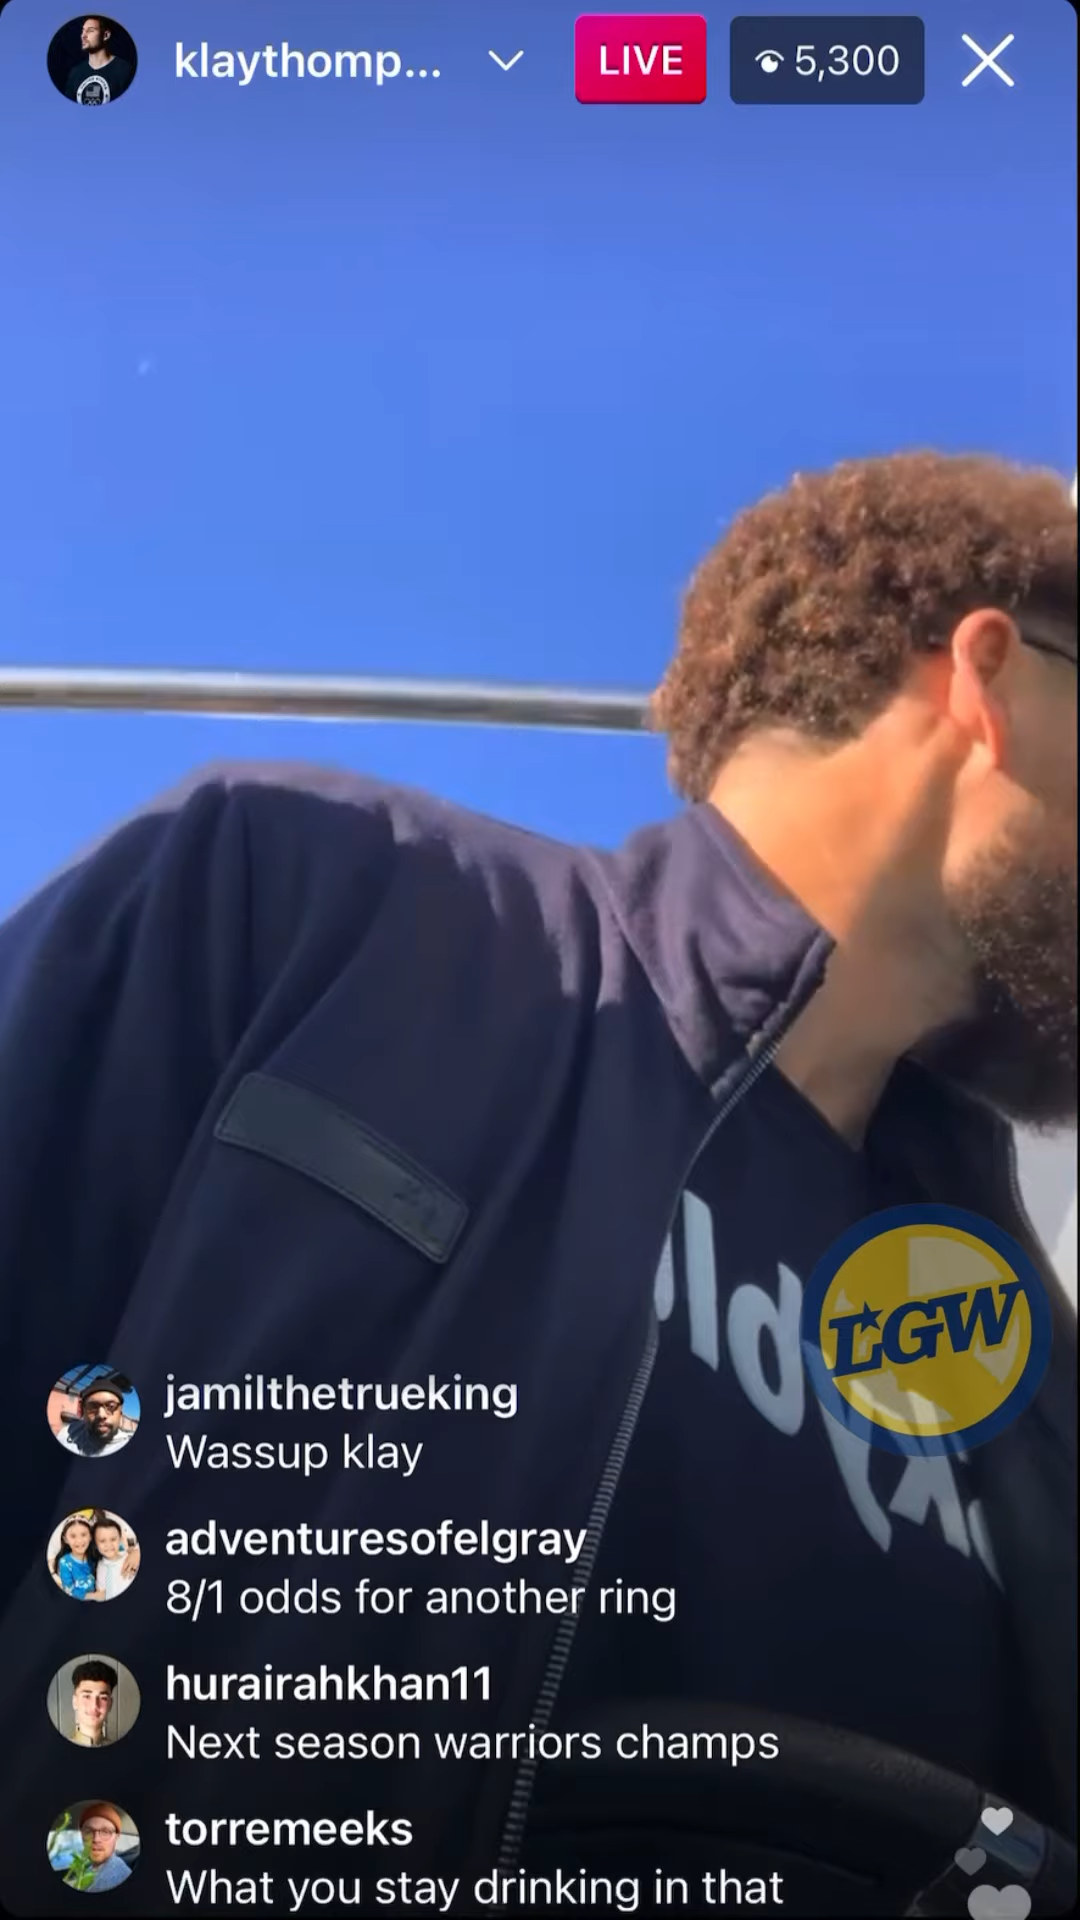 klaythomp...
LIVE
5,300
LGW
jamilthetrueking
Wassup klay
adventuresofelgray
8/1 odds for another ring
hurairahkhan11
Next season warriors champs
torremeeks
What you stay drinking in that